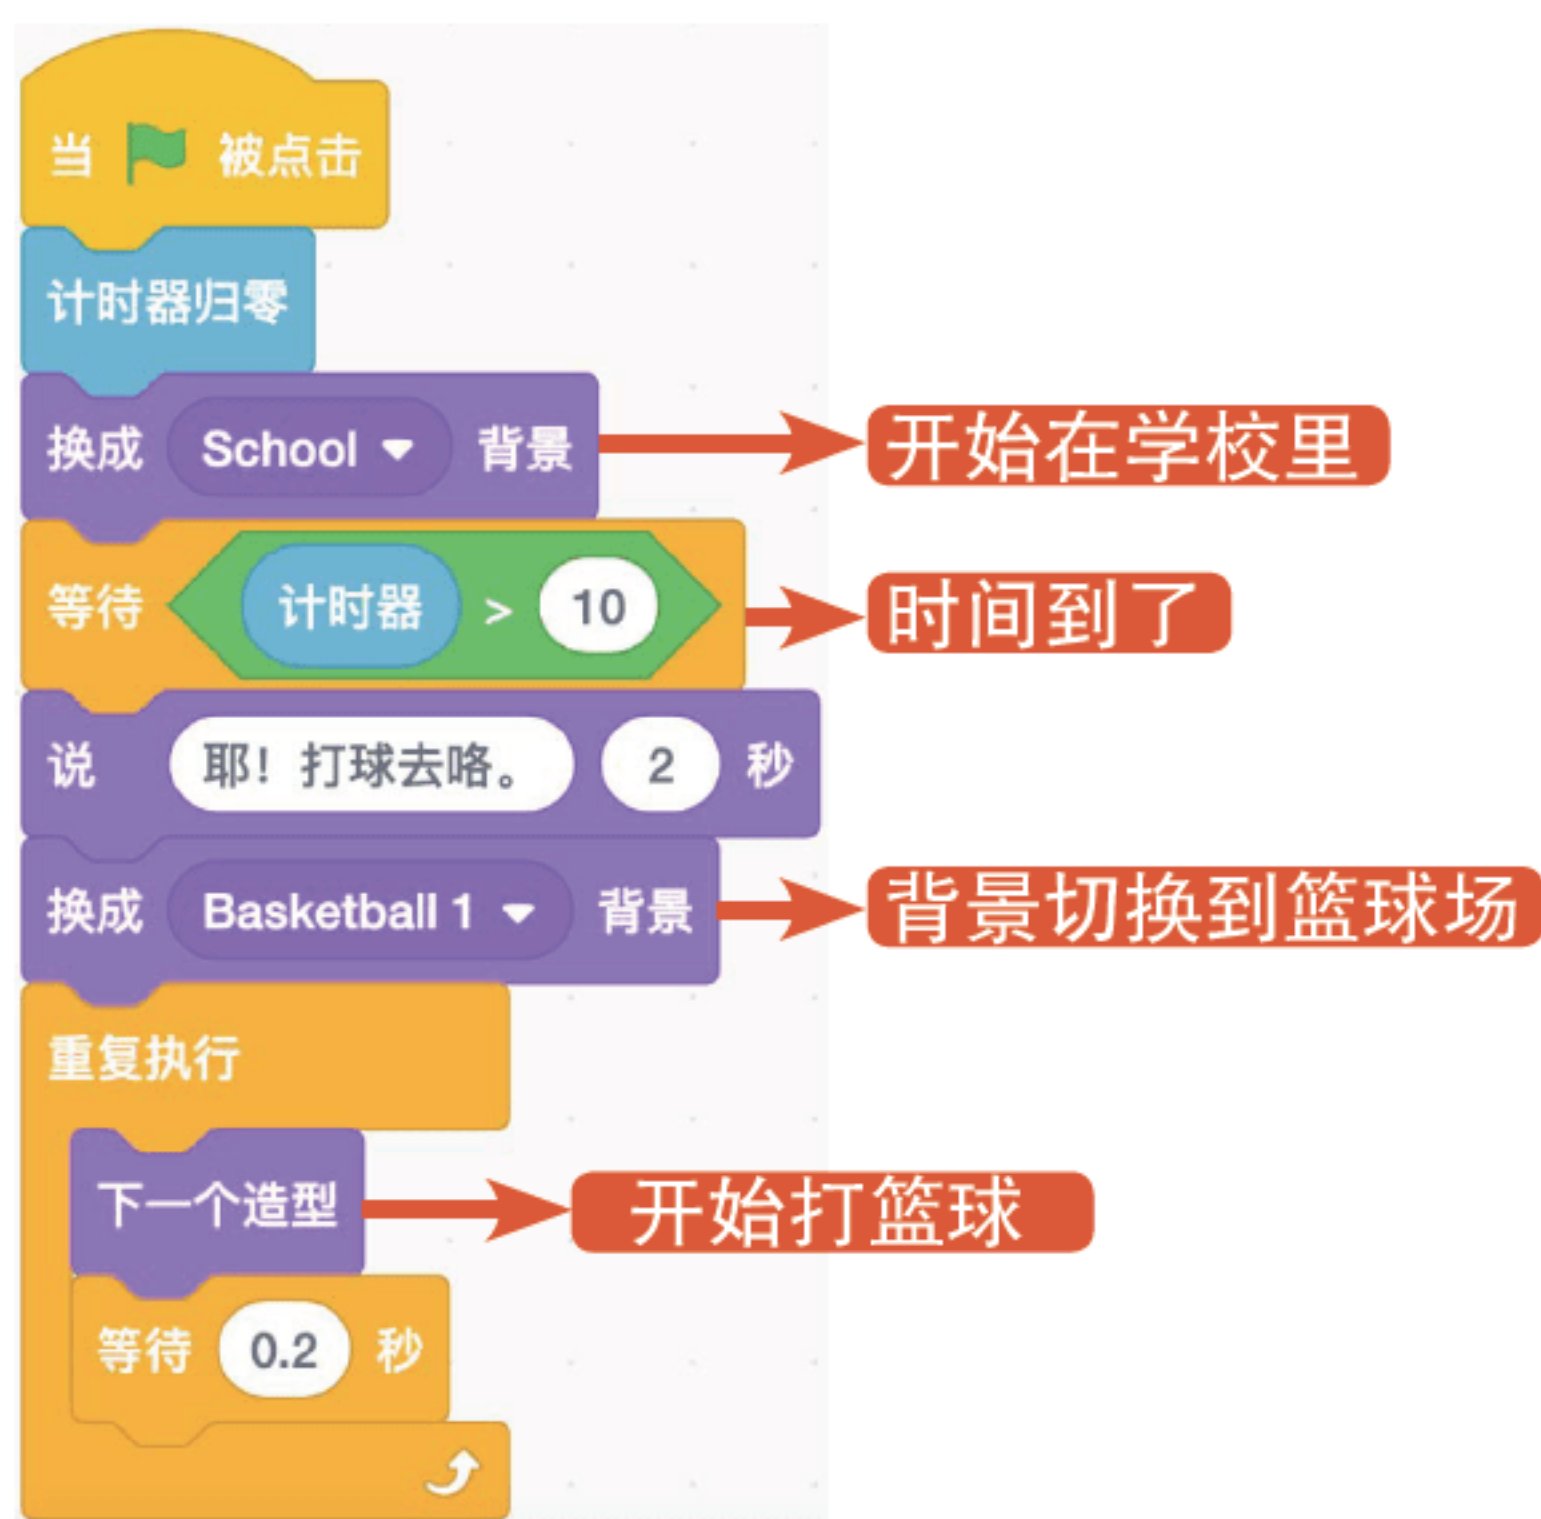 当 被点击
计时器归零
换成 School 背景
开始在学校里
等待 计时器 > 10
时间到了
说 耶！打球去咯。 2 秒
换成 Basketball 1 背景
背景切换到篮球场
重复执行
下一个造型
开始打篮球
等待 0.2 秒